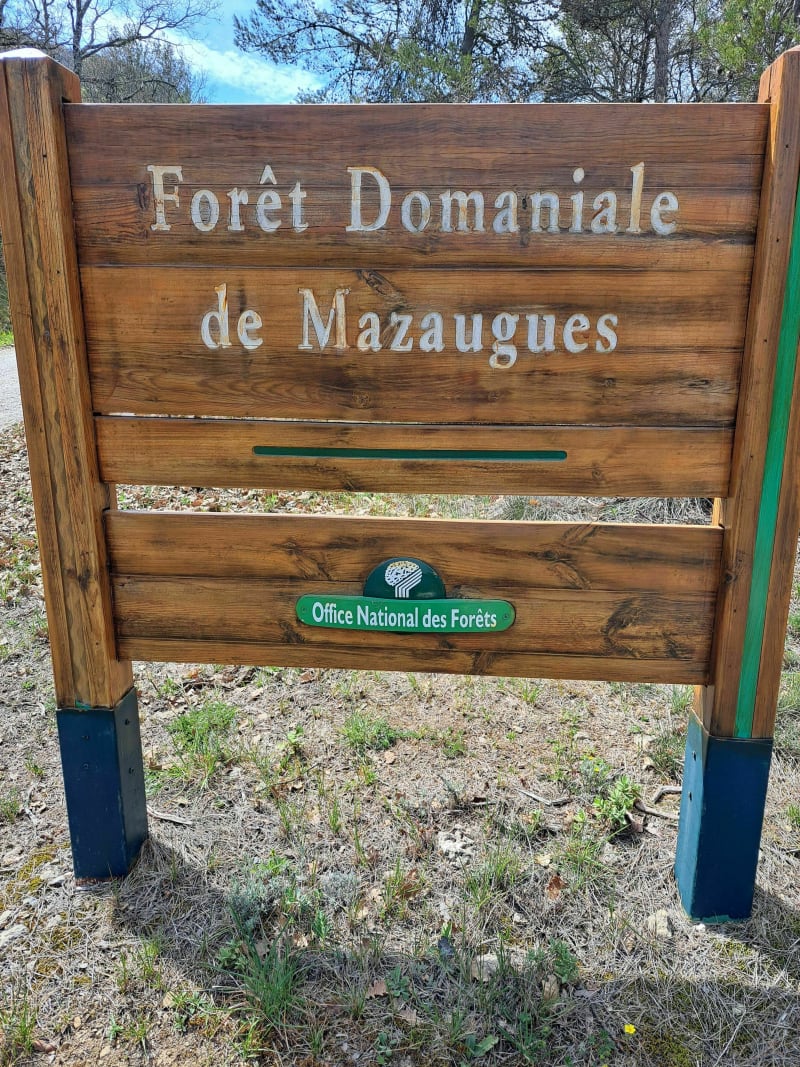 Forêt Domaniale
de Mazaugues
Office National des Forêts